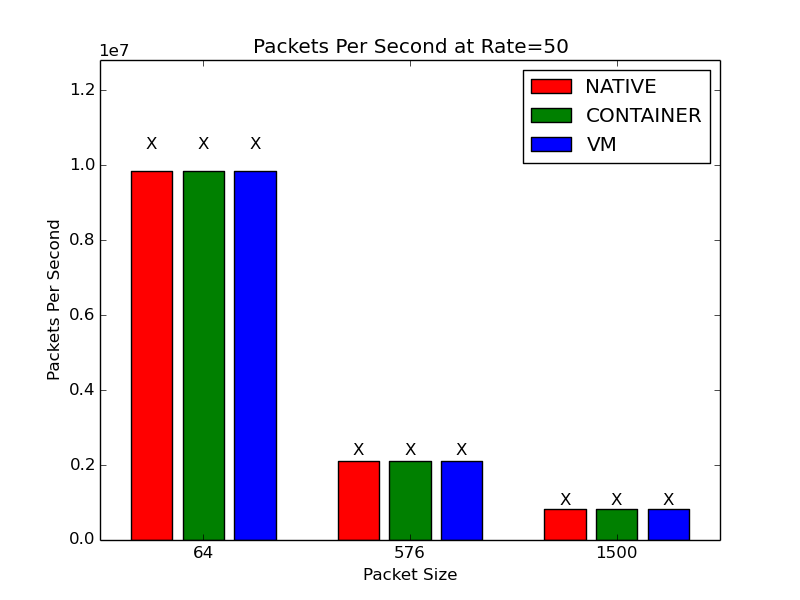 Packets Per Second at Rate=50
1e7
1.2
1.0
0.8
0.6
0.4
0.2
0.0
Packets Per Second
NATIVE
CONTAINER
VM
X X X
X X X
X X X
64 576 1500
Packet Size